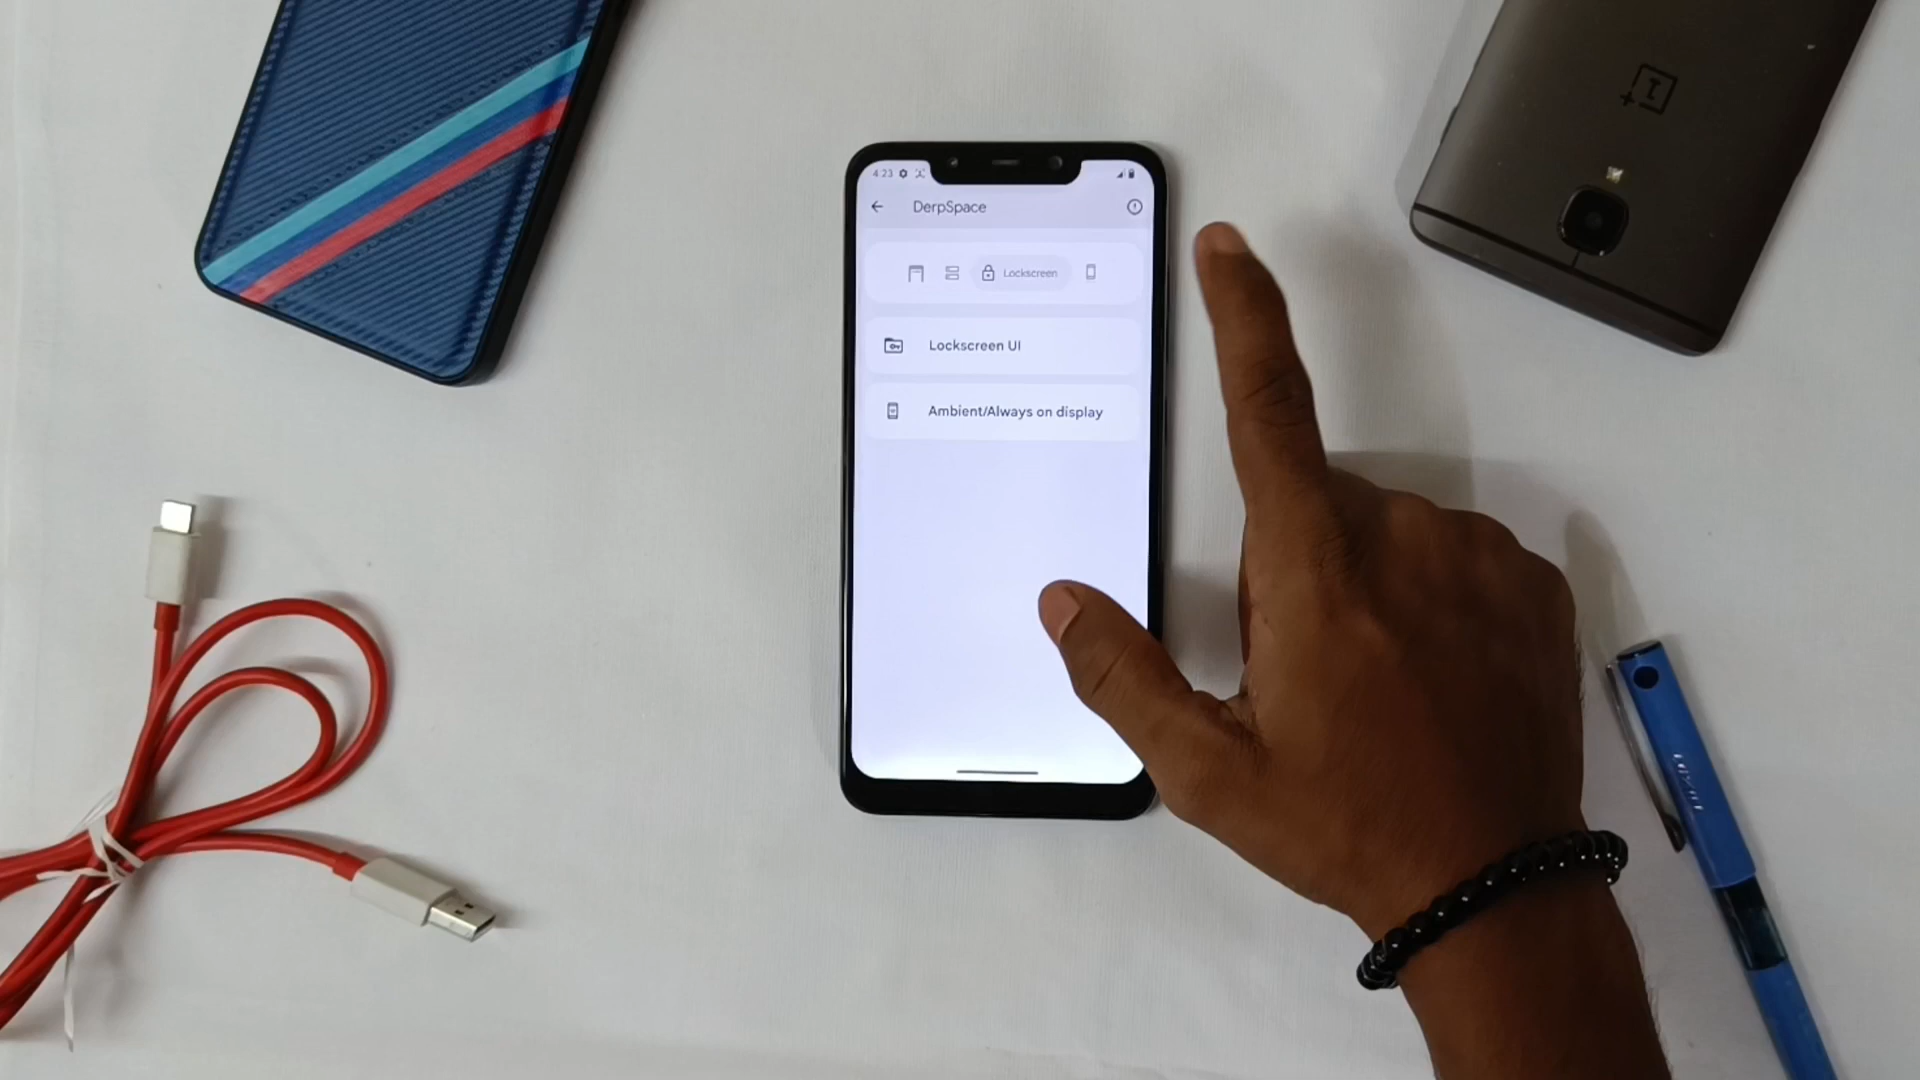 4:23
DerpSpace
Lockscreen
Lockscreen UI
Ambient/Always on display